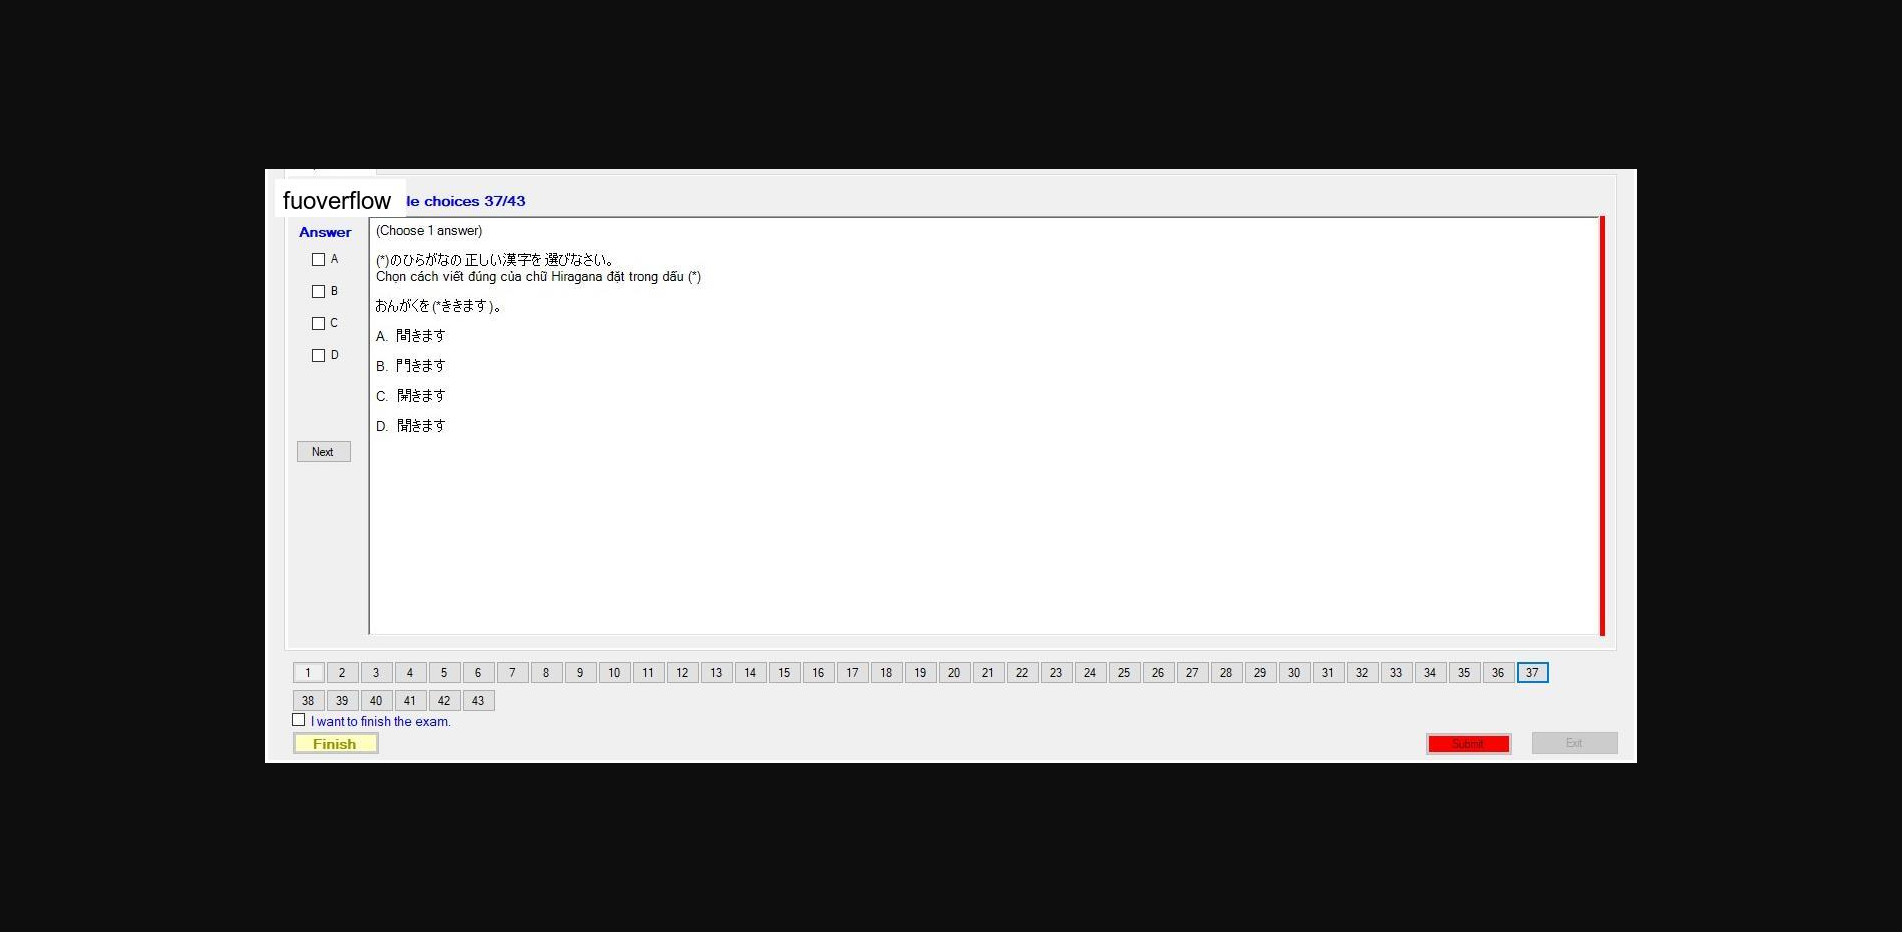 fuoverflow
le choices 37/43
Answer
(Choose 1 answer)
A
(*)のひらがなの 正しい漢字を 選びなさい。
Chọn cách viết đúng của chữ Hiragana đặt trong dấu (*)
B
おんがくを (*ききます)。
C
A. 間きます
D
B. 門きます
C. 開きます
D. 聞きます
Next
1 2 3 4 5 6 7 8 9 10 11 12 13 14 15 16 17 18 19 20 21 22 23 24 25 26 27 28 29 30 31 32 33 34 35 36 37
38 39 40 41 42 43
I want to finish the exam.
Finish
Submit
Exit